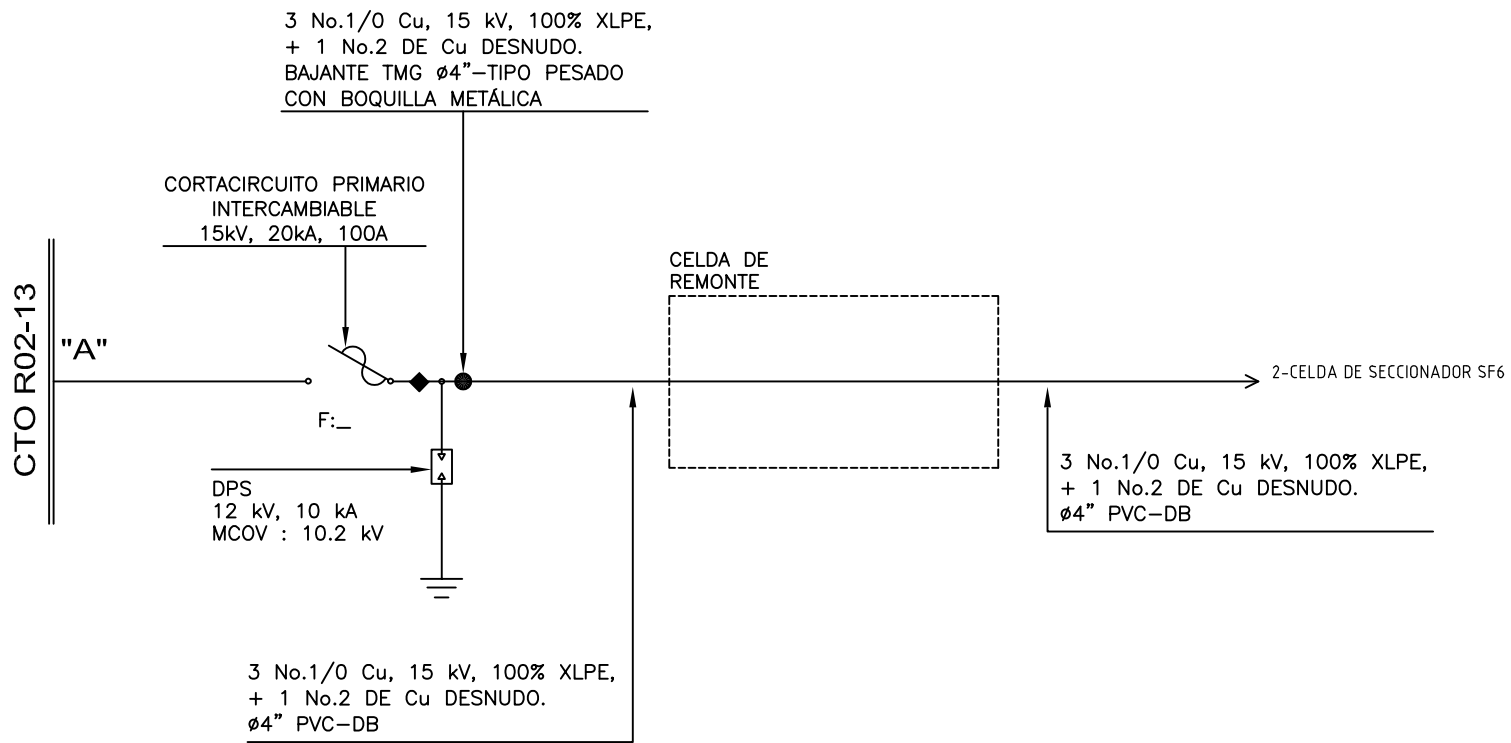 3 No.1/0 Cu, 15 kV, 100% XLPE,
+ 1 No.2 DE Cu DESNUDO.
BAJANTE TMG ø4”-TIPO PESADO
CON BOQUILLA METÁLICA
CORTACIRCUITO PRIMARIO
INTERCAMBIABLE
15kV, 20kA, 100A
CTO R02-13
"A"
F:_
DPS
12 kV, 10 kA
MCOV : 10.2 kV
CELDA DE
REMONTE
2-CELDA DE SECCIONADOR SF6
3 No.1/0 Cu, 15 kV, 100% XLPE,
+ 1 No.2 DE Cu DESNUDO.
ø4” PVC-DB
3 No.1/0 Cu, 15 kV, 100% XLPE,
+ 1 No.2 DE Cu DESNUDO.
ø4” PVC-DB